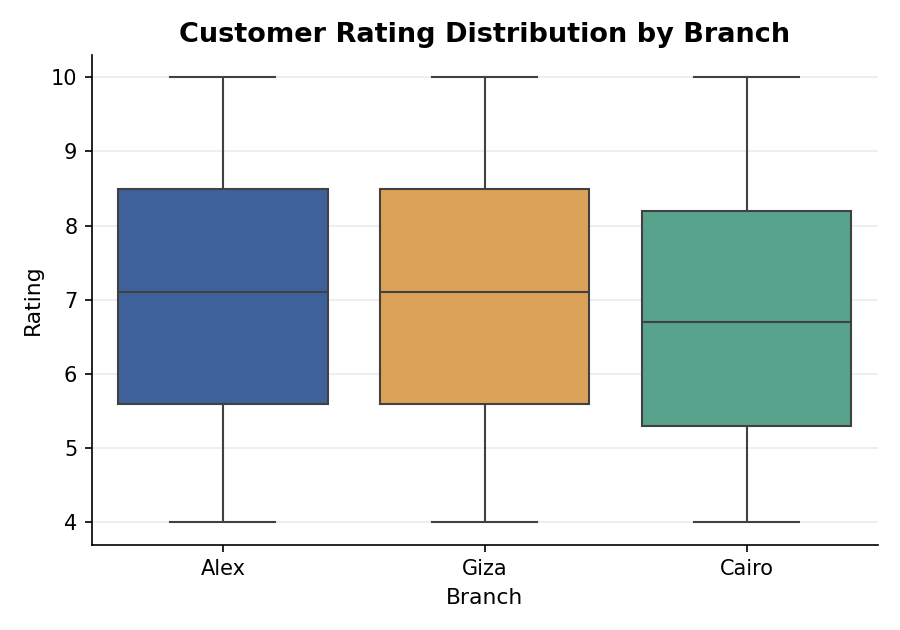 Customer Rating Distribution by Branch
10
9
8
7
6
5
4
Rating
Alex Giza Cairo
Branch